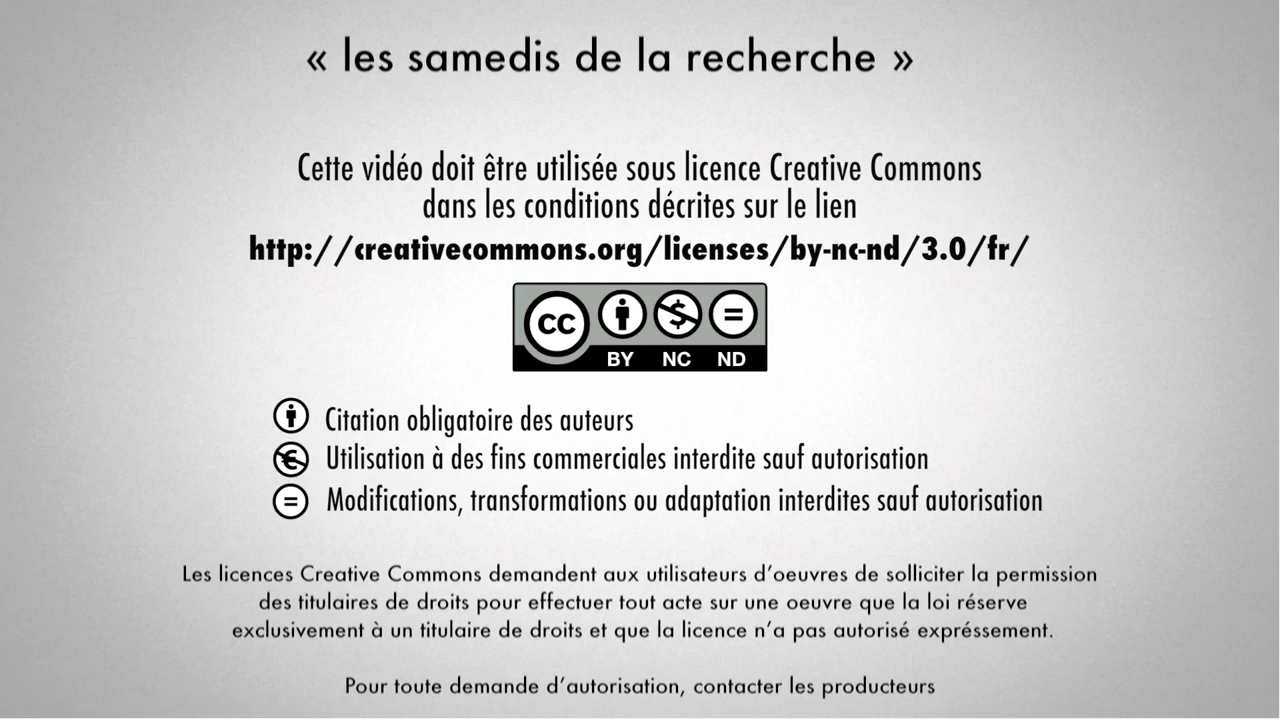 « les samedis de la recherche »
Cette vidéo doit être utilisée sous licence Creative Commons
dans les conditions décrites sur le lien
http://creativecommons.org/licenses/by-nc-nd/3.0/fr/
cc $ =
BY NC ND
Citation obligatoire des auteurs
€ Utilisation à des fins commerciales interdite sauf autorisation
= Modifications, transformations ou adaptation interdites sauf autorisation
Les licences Creative Commons demandent aux utilisateurs d'oeuvres de solliciter la permission
des titulaires de droits pour effectuer tout acte sur une oeuvre que la loi réserve
exclusivement à un titulaire de droits et que la licence n'a pas autorisé expréssement.
Pour toute demande d'autorisation, contacter les producteurs